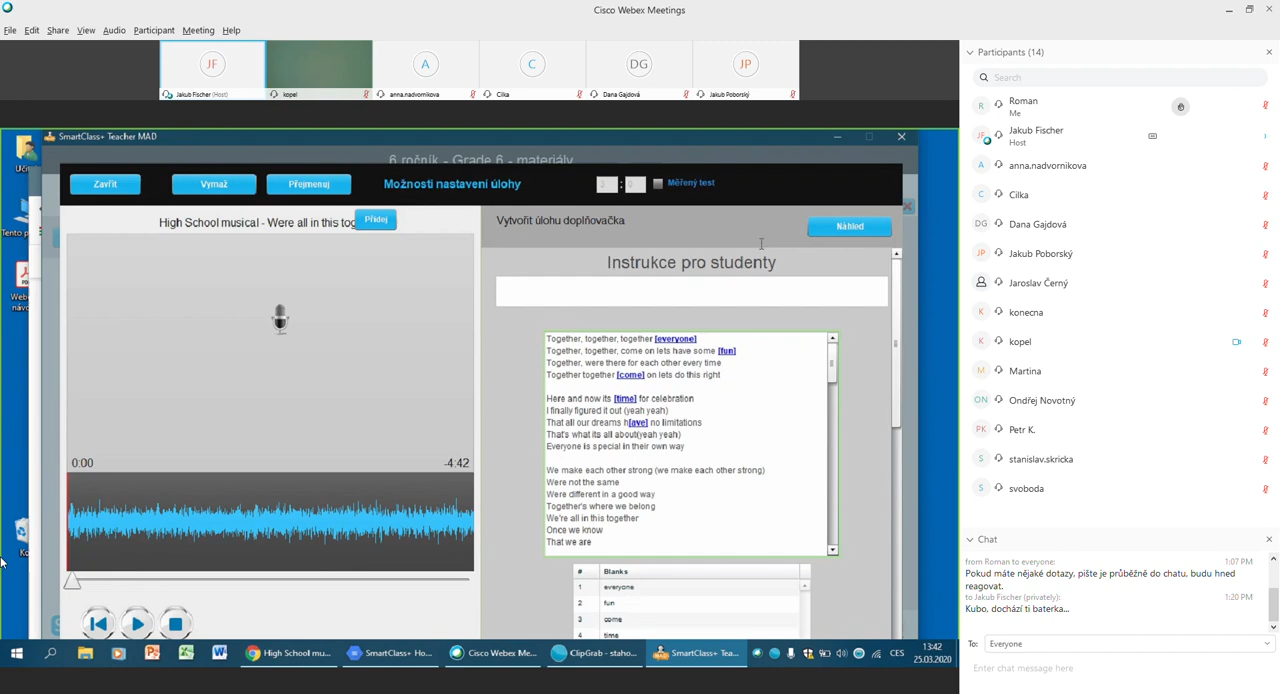 Cisco Webex Meetings
File Edit Share View Audio Participant Meeting Help
JF
A
C
DG
JP
Jakub Fischer (Host)
kopel
anna.nadvornikova
Cilka
Dana Gajdová
Jakub Poborský
SmartClass+ Teacher MAD
6 ročník - Grade 6 - materiály
Zavřít
Vymaž
Přejmenuj
Možnosti nastavení úlohy
:
Měřený test
High School musical - Were all in this tog
Přidej
Vytvořit úlohu doplňovačka
Náhled
Instrukce pro studenty
0:00
-4:42
Together, together, together [everyone]
Together, together, come on lets have some [fun]
Together, were there for each other every time
Together together [come] on lets do this right
Here and now its [time] for celebration
I finally figured it out (yeah yeah)
That all our dreams h[ave] no limitations
That's what its all about(yeah yeah)
Everyone is special in their own way
We make each other strong (we make each other strong)
Were not the same
Were different in a good way
Together's where we belong
We're all in this together
Once we know
That we are
# Blanks
1 everyone
2 fun
3 come
4 time
Uči
Tento p
Web
návo
Ko
High School mu...
SmartClass+ Ho...
Cisco Webex Me...
ClipGrab - staho...
SmartClass+ Tea...
CES
13:42
25.03.2020
Participants (14)
Search
R Roman
Me
JF Jakub Fischer
Host
A anna.nadvornikova
C Cilka
DG Dana Gajdová
JP Jakub Poborský
Jaroslav Černý
K konecna
K kopel
M Martina
ON Ondřej Novotný
PK Petr K.
S stanislav.skricka
S svoboda
Chat
from Roman to everyone: 1:07 PM
Pokud máte nějaké dotazy, pište je průběžně do chatu, budu hned
reagovat.
to Jakub Fischer (privately): 1:20 PM
Kubo, dochází ti baterka...
To: Everyone
Enter chat message here